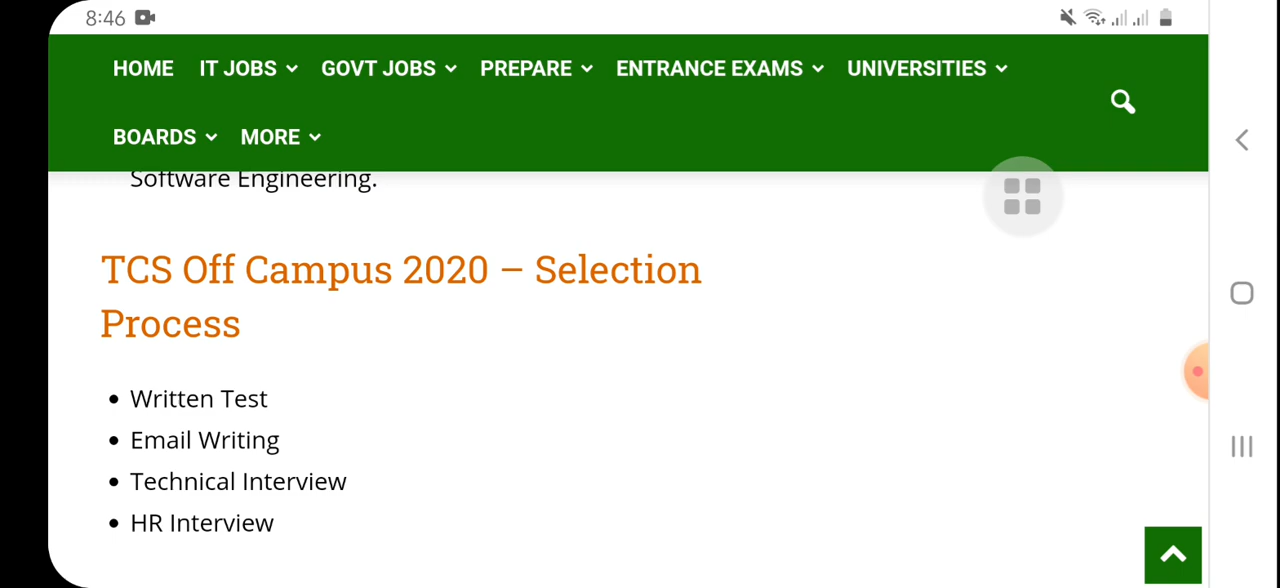 8:46
HOME IT JOBS GOVT JOBS PREPARE ENTRANCE EXAMS UNIVERSITIES
BOARDS MORE
Software Engineering.
TCS Off Campus 2020 – Selection
Process
Written Test
Email Writing
Technical Interview
HR Interview